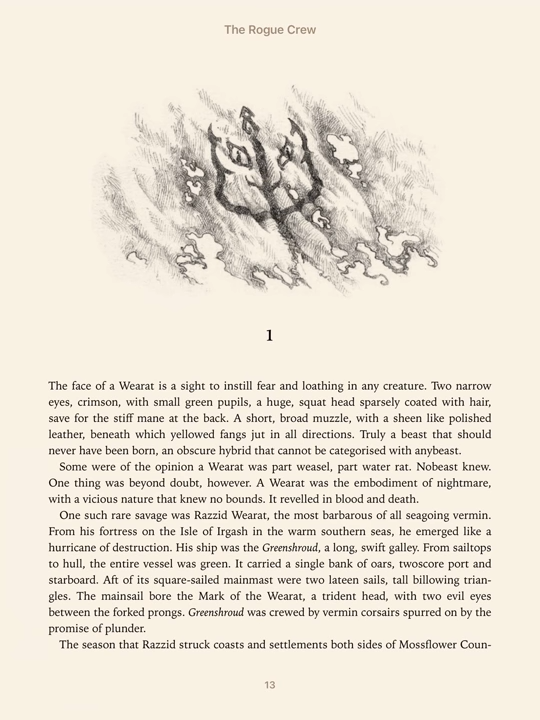 The Rogue Crew
1
The face of a Wearat is a sight to instill fear and loathing in any creature. Two narrow
eyes, crimson, with small green pupils, a huge, squat head sparsely coated with hair,
save for the stiff mane at the back. A short, broad muzzle, with a sheen like polished
leather, beneath which yellowed fangs jut in all directions. Truly a beast that should
never have been born, an obscure hybrid that cannot be categorised with anybeast.
Some were of the opinion a Wearat was part weasel, part water rat. Nobeast knew.
One thing was beyond doubt, however. A Wearat was the embodiment of nightmare,
with a vicious nature that knew no bounds. It revelled in blood and death.
One such rare savage was Razzid Wearat, the most barbarous of all seagoing vermin.
From his fortress on the Isle of Irgash in the warm southern seas, he emerged like a
hurricane of destruction. His ship was the Greenshroud, a long, swift galley. From sailtops
to hull, the entire vessel was green. It carried a single bank of oars, twoscore port and
starboard. Aft of its square-sailed mainmast were two lateen sails, tall billowing trian-
gles. The mainsail bore the Mark of the Wearat, a trident head, with two evil eyes
between the forked prongs. Greenshroud was crewed by vermin corsairs spurred on by the
promise of plunder.
The season that Razzid struck coasts and settlements both sides of Mossflower Coun-
13